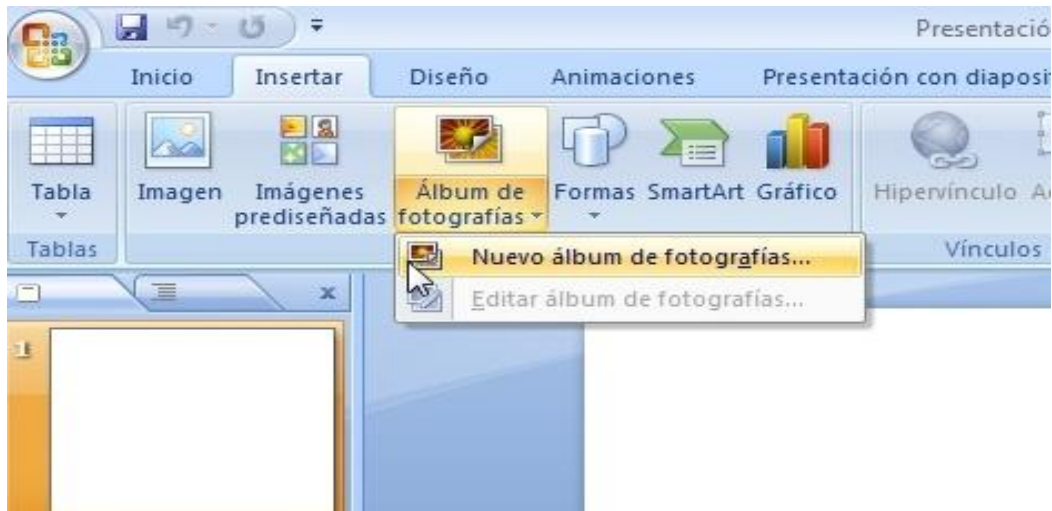 Presentació
Inicio Insertar Diseño Animaciones Presentación con diaposi
Tabla Imagen Imágenes prediseñadas Álbum de fotografías Formas SmartArt Gráfico Hipervínculo
Tablas Vínculos
Nuevo álbum de fotografías...
Editar álbum de fotografías...
1